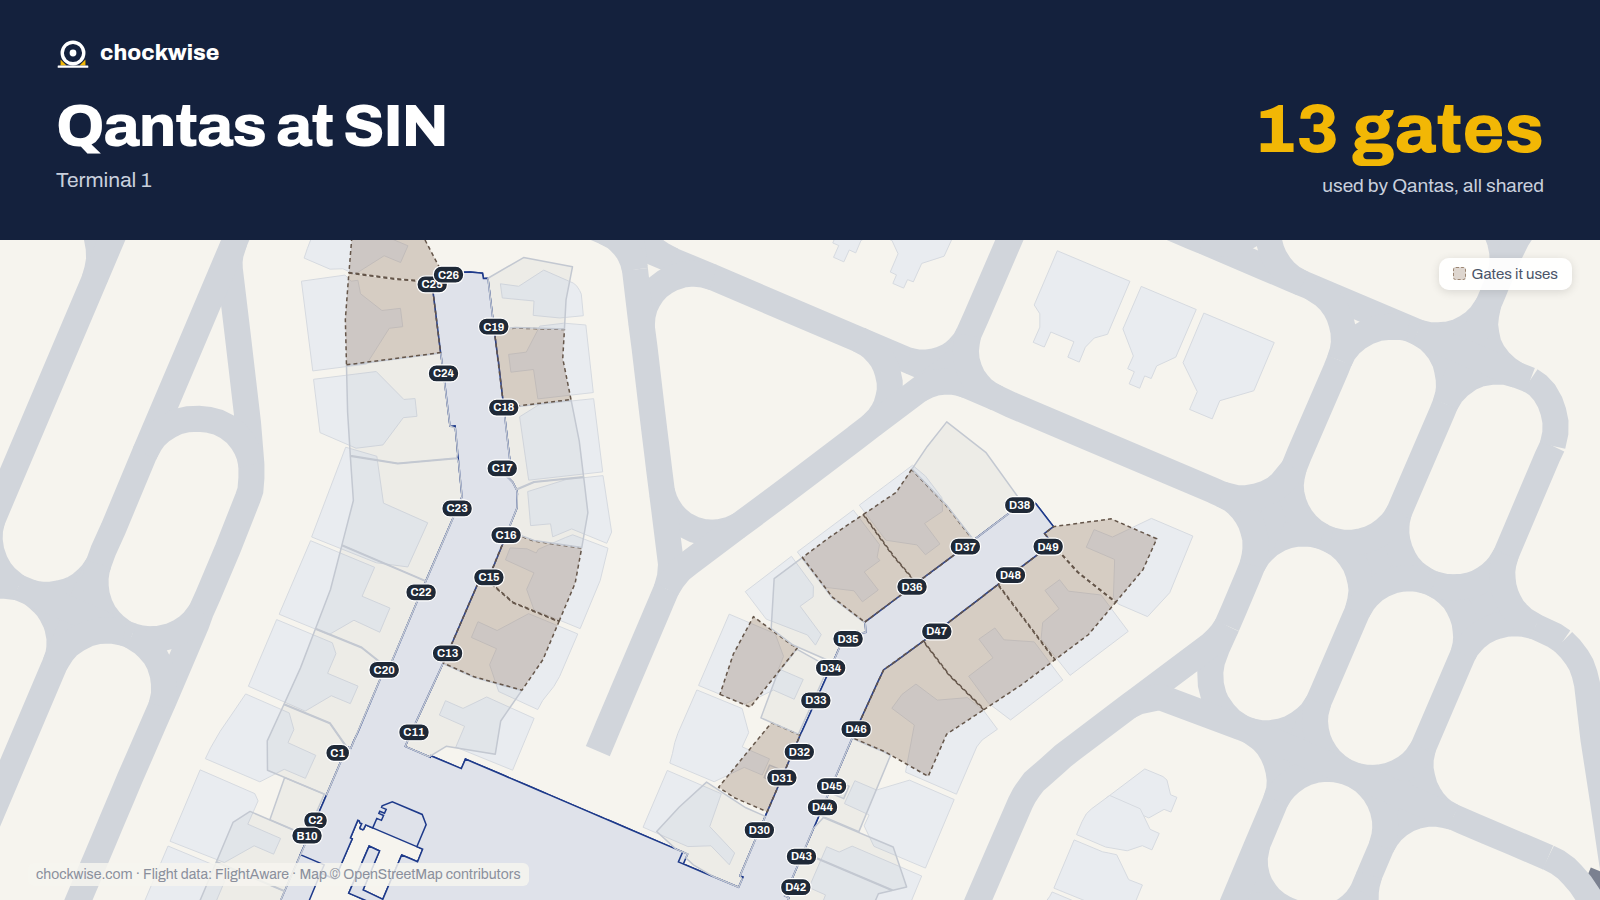 chockwise
Qantas at SIN
Terminal 1
13 gates
used by Qantas, all shared
Gates it uses
C26
C25
C19
C24
C18
C17
C23
C16
C15
C22
C13
C20
C11
C1
C2
B10
D38
D37
D49
D48
D36
D47
D35
D34
D33
D46
D32
D31
D45
D44
D30
D43
D42
chockwise.com · Flight data: FlightAware · Map © OpenStreetMap contributors